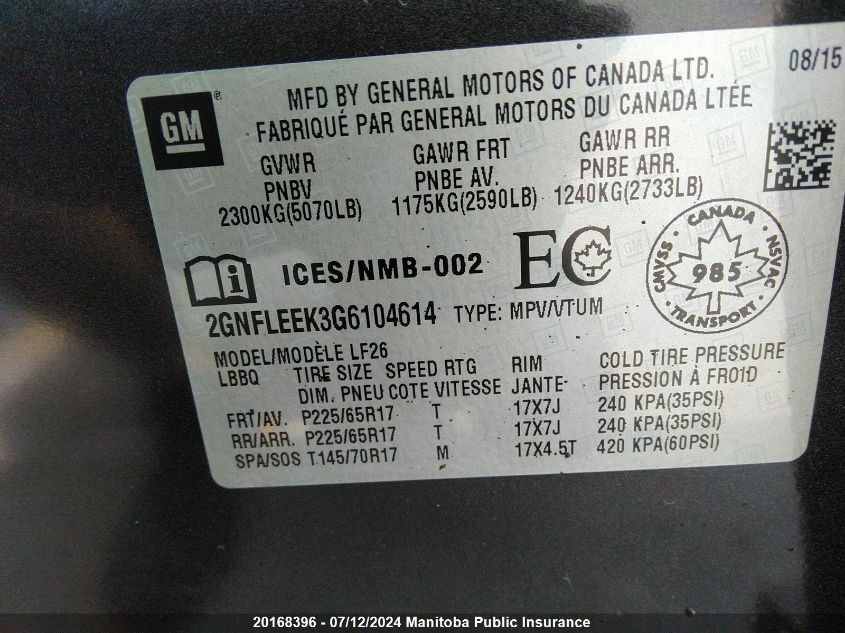 08/15
MFD BY GENERAL MOTORS OF CANADA LTD.
FABRIQUÉ PAR GENERAL MOTORS DU CANADA LTÉE
GM®
GVWR GAWR FRT GAWR RR
PNBV PNBE AV. PNBE ARR.
2300KG(5070LB) 1175KG(2590LB) 1240KG(2733LB)
i ICES/NMB-002 EC
CANADA
CMVSS 985 NSVAC
TRANSPORT
2GNFLEEK3G6104614 TYPE: MPV/VTUM
MODEL/MODÈLE LF26
LBBQ TIRE SIZE SPEED RTG RIM COLD TIRE PRESSURE
DIM. PNEU COTE VITESSE JANTE PRESSION À FROID
FRT/AV. P225/65R17 T 17X7J 240 KPA(35PSI)
RR/ARR. P225/65R17 T 17X7J 240 KPA(35PSI)
SPA/SOS T145/70R17 M 17X4.5T 420 KPA(60PSI)
20168396 - 07/12/2024 Manitoba Public Insurance